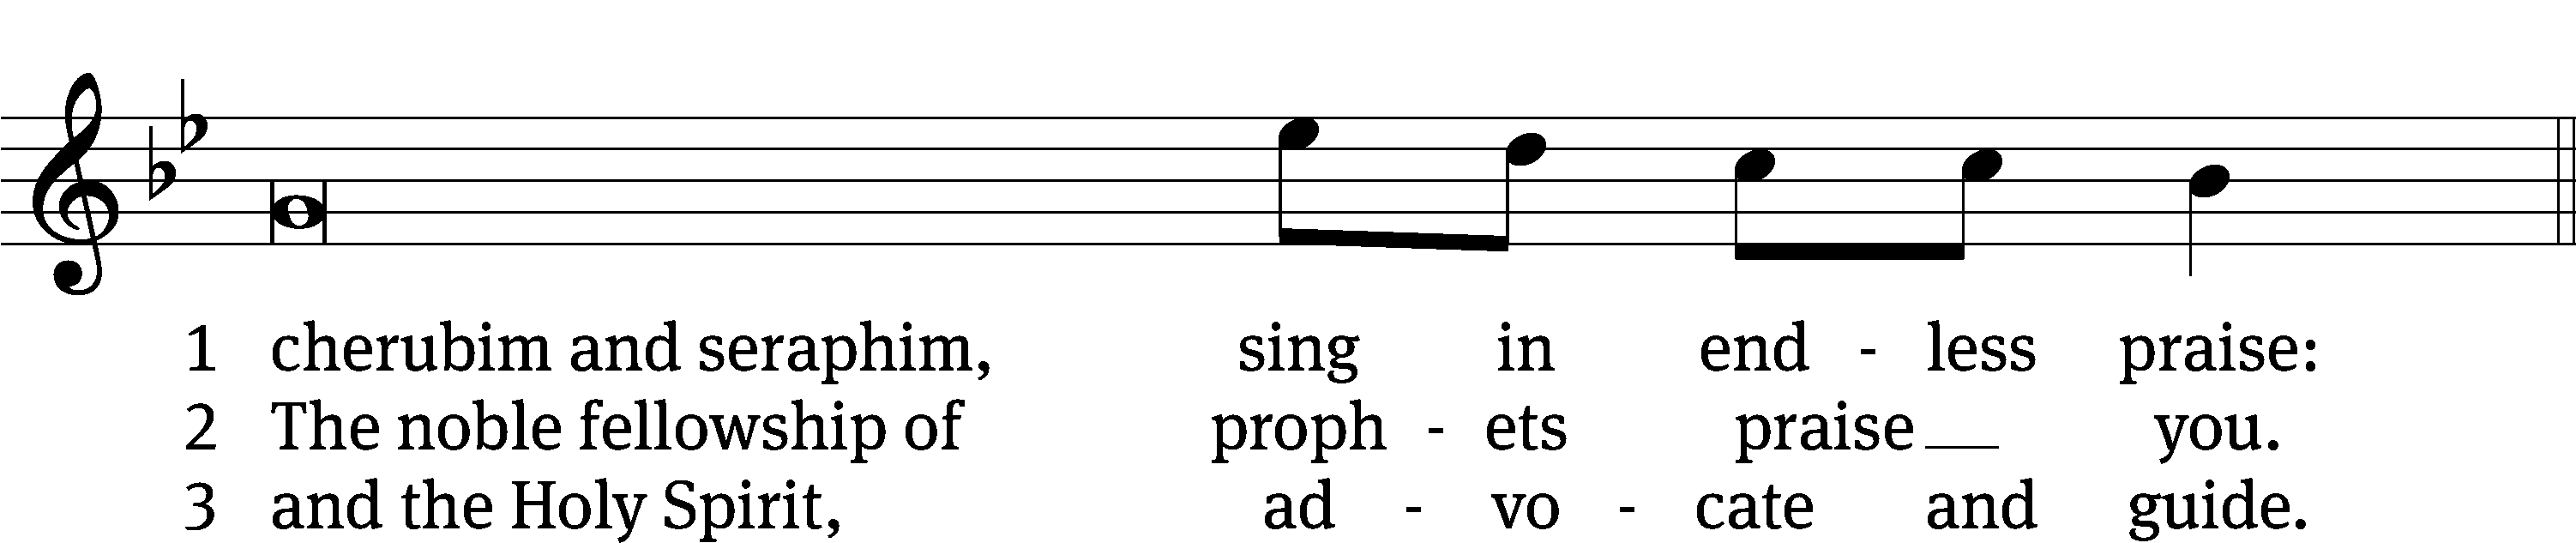 1 cherubim and seraphim, sing in end - less praise:
2 The noble fellowship of proph - ets praise __ you.
3 and the Holy Spirit, ad - vo - cate and guide.